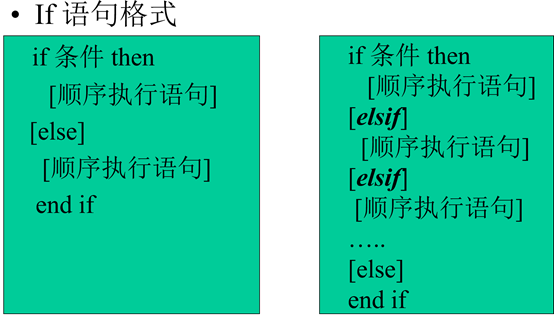 • If 语句格式
if 条件 then
[顺序执行语句]
[else]
[顺序执行语句]
end if
if 条件 then
[顺序执行语句]
[elsif]
[顺序执行语句]
[elsif]
[顺序执行语句]
…..
[else]
end if